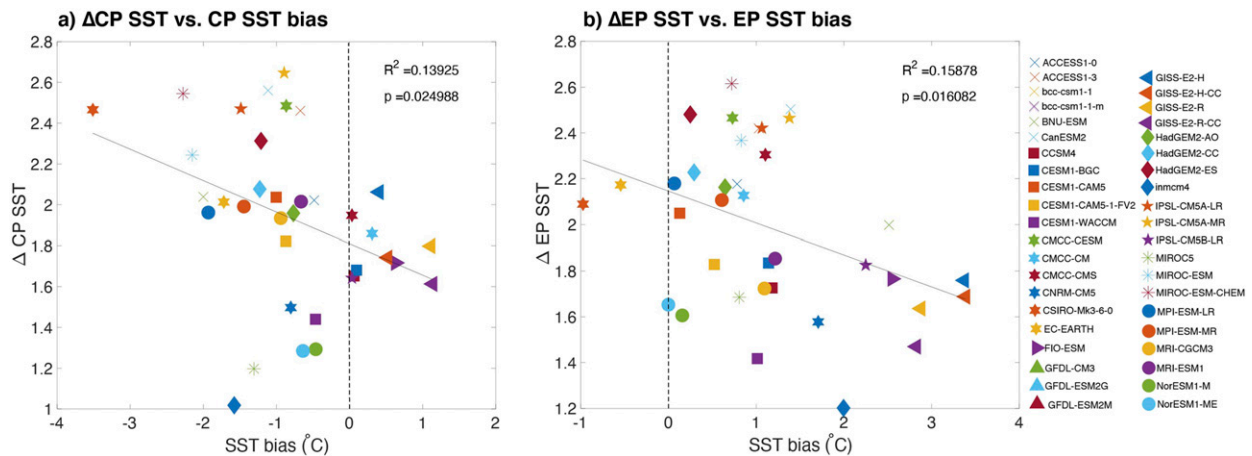 a) ΔCP SST vs. CP SST bias
2.8
2.6
2.4
2.2
2
1.8
1.6
1.4
1.2
1
Δ CP SST
R² =0.13925
p =0.024988
-4
-3
-2
-1
0
1
2
SST bias (°C)
b) ΔEP SST vs. EP SST bias
2.8
2.6
2.4
2.2
2
1.8
1.6
1.4
1.2
Δ EP SST
R² =0.15878
p =0.016082
-1
0
1
2
3
4
SST bias (°C)
ACCESS1-0
ACCESS1-3
bcc-csm1-1
bcc-csm1-1-m
BNU-ESM
CanESM2
CCSM4
CESM1-BGC
CESM1-CAM5
CESM1-CAM5-1-FV2
CESM1-WACCM
CMCC-CESM
CMCC-CM
CMCC-CMS
CNRM-CM5
CSIRO-Mk3-6-0
EC-EARTH
FIO-ESM
GFDL-CM3
GFDL-ESM2G
GFDL-ESM2M
GISS-E2-H
GISS-E2-H-CC
GISS-E2-R
GISS-E2-R-CC
HadGEM2-AO
HadGEM2-CC
HadGEM2-ES
inmcm4
IPSL-CM5A-LR
IPSL-CM5A-MR
IPSL-CM5B-LR
MIROC5
MIROC-ESM
MIROC-ESM-CHEM
MPI-ESM-LR
MPI-ESM-MR
MRI-CGCM3
MRI-ESM1
NorESM1-M
NorESM1-ME